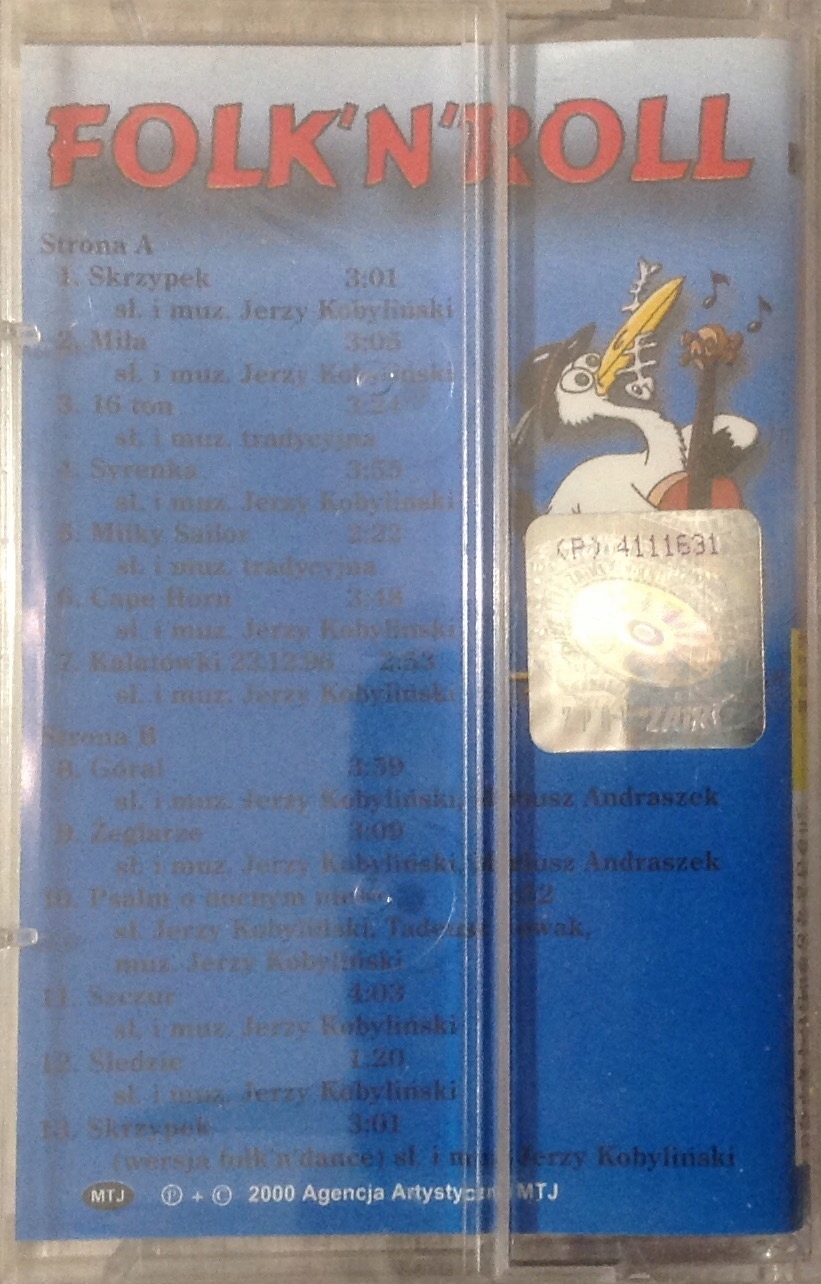 FOLK'N'ROLL
Strona A
1. Skrzypek 3:01
sł. i muz. Jerzy Kobyliński
2. Miła 3:05
sł. i muz. Jerzy Kobyliński
3. 16 ton 3:24
sł. i muz. tradycyjna
4. Syrenka 3:55
sł. i muz. Jerzy Kobyliński
5. Milky Sailor 2:22
sł. i muz. tradycyjna
6. Cape Horn 3:48
sł. i muz. Jerzy Kobyliński
7. Kalatówki 23.12.96 2:53
sł. i muz. Jerzy Kobyliński
Strona B
8. Góral 3:59
sł. i muz. Jerzy Kobyliński, Andraszek
9. Żeglarze 3:09
sł. i muz. Jerzy Kobyliński, Andraszek
10. Psalm o nocnym
sł. Jerzy Kobyliński, Tadeusz Nowak,
muz. Jerzy Kobyliński
11. Szczur 4:03
sł. i muz. Jerzy Kobyliński
12. Śledzie 1.20
sł. i muz. Jerzy Kobyliński
13. Skrzypek 3:01
(wersja folk'n'dance) sł. i muz. Jerzy Kobyliński
MTJ ℗ + © 2000 Agencja Artystyczna MTJ
(P) 4111631